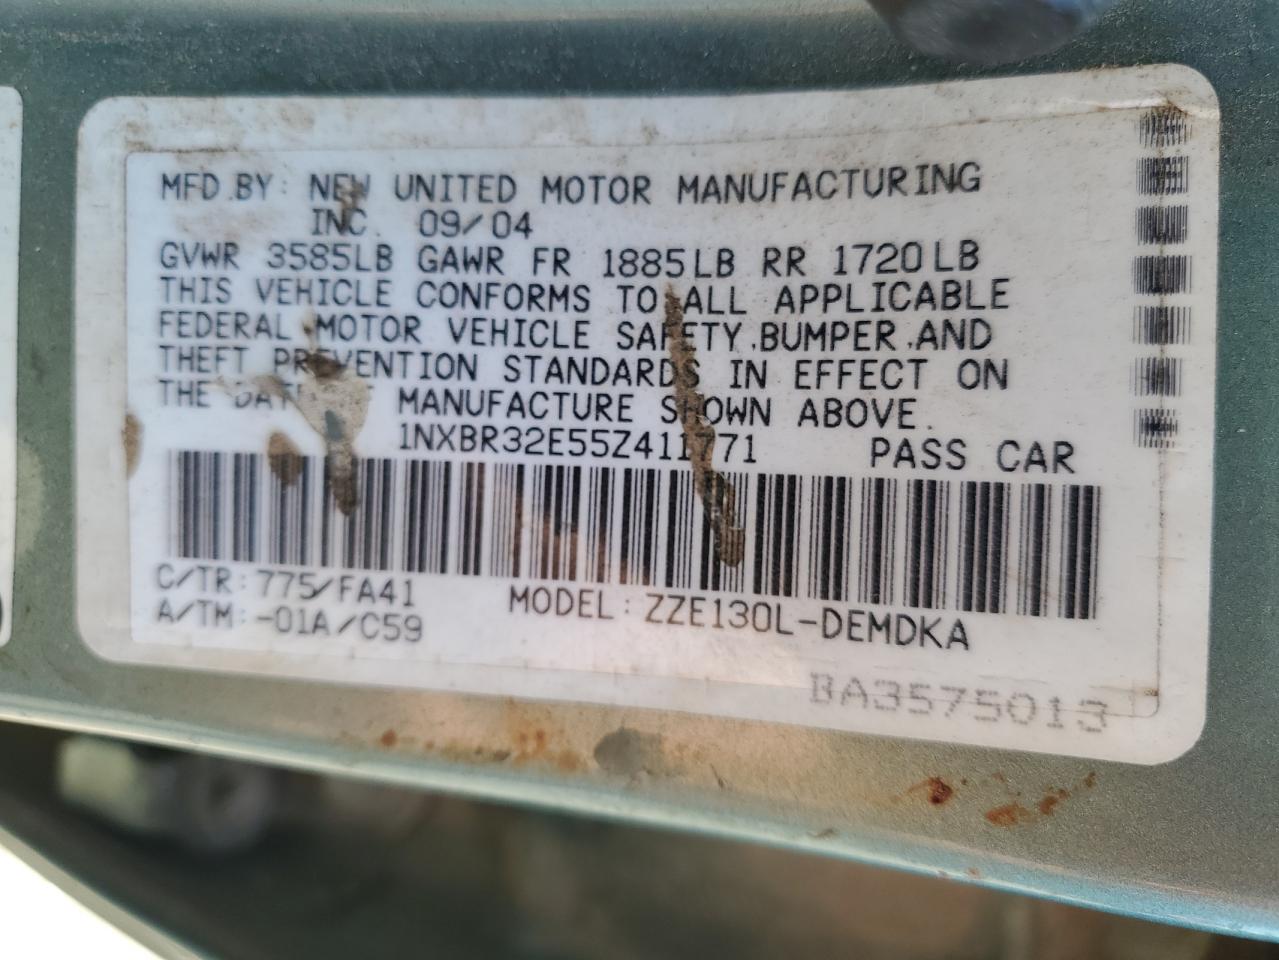 MFD.BY: NEW UNITED MOTOR MANUFACTURING
INC. 09/04
GVWR 3585LB GAWR FR 1885LB RR 1720LB
THIS VEHICLE CONFORMS TO ALL APPLICABLE
FEDERAL MOTOR VEHICLE SAFETY,BUMPER,AND
THEFT PREVENTION STANDARDS IN EFFECT ON
THE DATE MANUFACTURE SHOWN ABOVE.
1NXBR32E55Z411771 PASS CAR
C/TR: 775/FA41 MODEL: ZZE130L-DEMDKA
A/TM: -01A/C59
BA3575013